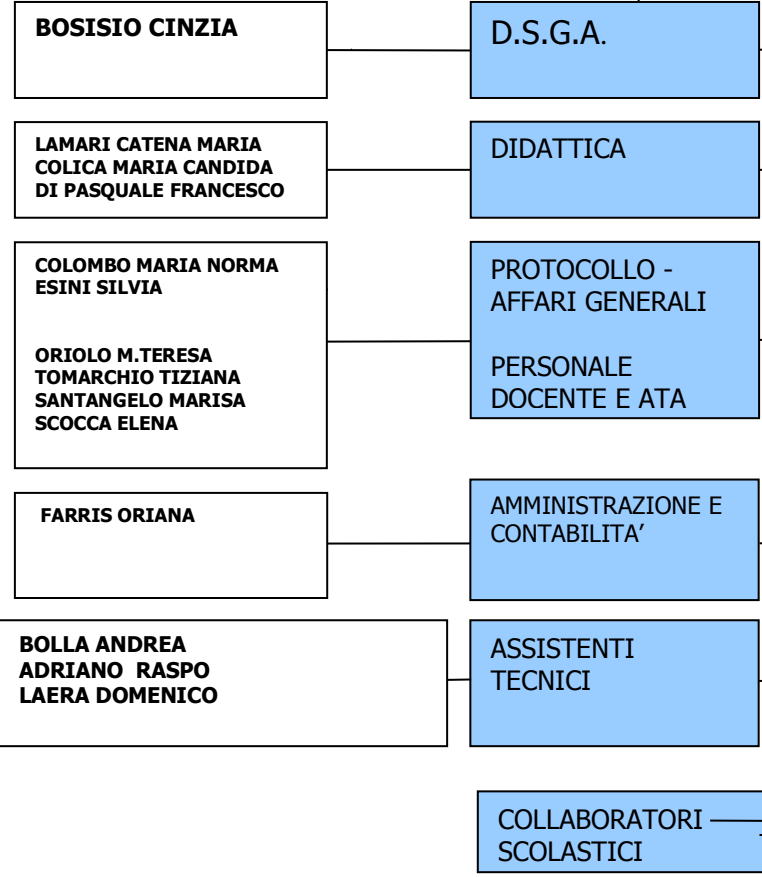 BOSISIO CINZIA
D.S.G.A.
LAMARI CATENA MARIA
COLICA MARIA CANDIDA
DI PASQUALE FRANCESCO
DIDATTICA
COLOMBO MARIA NORMA
ESINI SILVIA
ORIOLO M.TERESA
TOMARCHIO TIZIANA
SANTANGELO MARISA
SCOCCA ELENA
PROTOCOLLO -
AFFARI GENERALI
PERSONALE
DOCENTE E ATA
FARRIS ORIANA
AMMINISTRAZIONE E
CONTABILITA’
BOLLA ANDREA
ADRIANO  RASPO
LAERA DOMENICO
ASSISTENTI
TECNICI
COLLABORATORI
SCOLASTICI